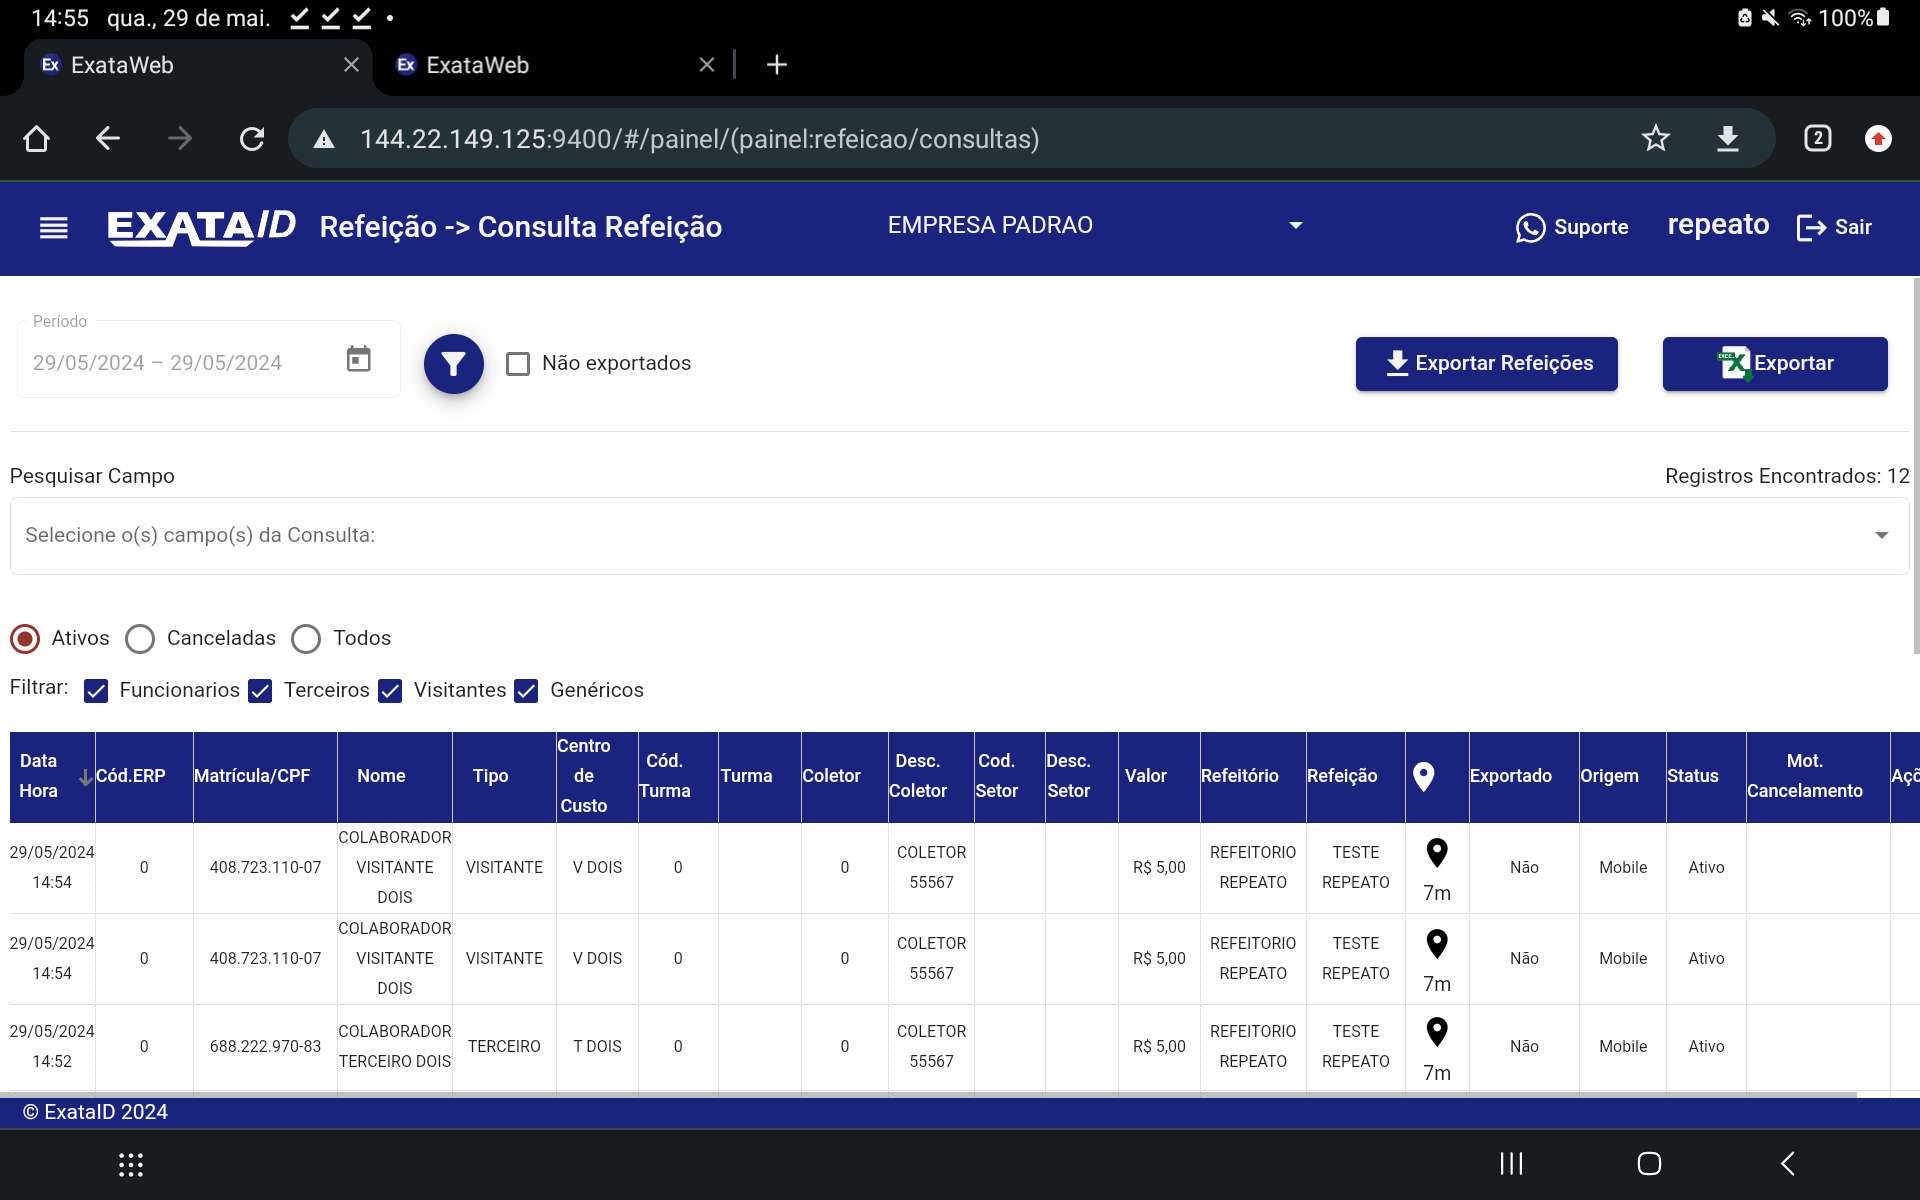 14:55 qua., 29 de mai. 100%
Ex ExataWeb Ex ExataWeb
144.22.149.125:9400/#/painel/(painel:refeicao/consultas) 2
EXATAID Refeição -> Consulta Refeição EMPRESA PADRAO Suporte repeato Sair
Período
29/05/2024 – 29/05/2024 Não exportados Exportar Refeições Exportar
Pesquisar Campo Registros Encontrados: 12
Selecione o(s) campo(s) da Consulta:
Ativos Canceladas Todos
Filtrar: Funcionarios Terceiros Visitantes Genéricos
Data Hora Cód.ERP Matrícula/CPF Nome Tipo Centro de Custo Cód. Turma Turma Coletor Desc. Coletor Cod. Setor Desc. Setor Valor Refeitório Refeição Exportado Origem Status Mot. Cancelamento Açõ
29/05/2024 14:54 0 408.723.110-07 COLABORADOR VISITANTE DOIS VISITANTE V DOIS 0 0 COLETOR 55567 R$ 5,00 REFEITORIO REPEATO TESTE REPEATO 7m Não Mobile Ativo
29/05/2024 14:54 0 408.723.110-07 COLABORADOR VISITANTE DOIS VISITANTE V DOIS 0 0 COLETOR 55567 R$ 5,00 REFEITORIO REPEATO TESTE REPEATO 7m Não Mobile Ativo
29/05/2024 14:52 0 688.222.970-83 COLABORADOR TERCEIRO DOIS TERCEIRO T DOIS 0 0 COLETOR 55567 R$ 5,00 REFEITORIO REPEATO TESTE REPEATO 7m Não Mobile Ativo
© ExataID 2024